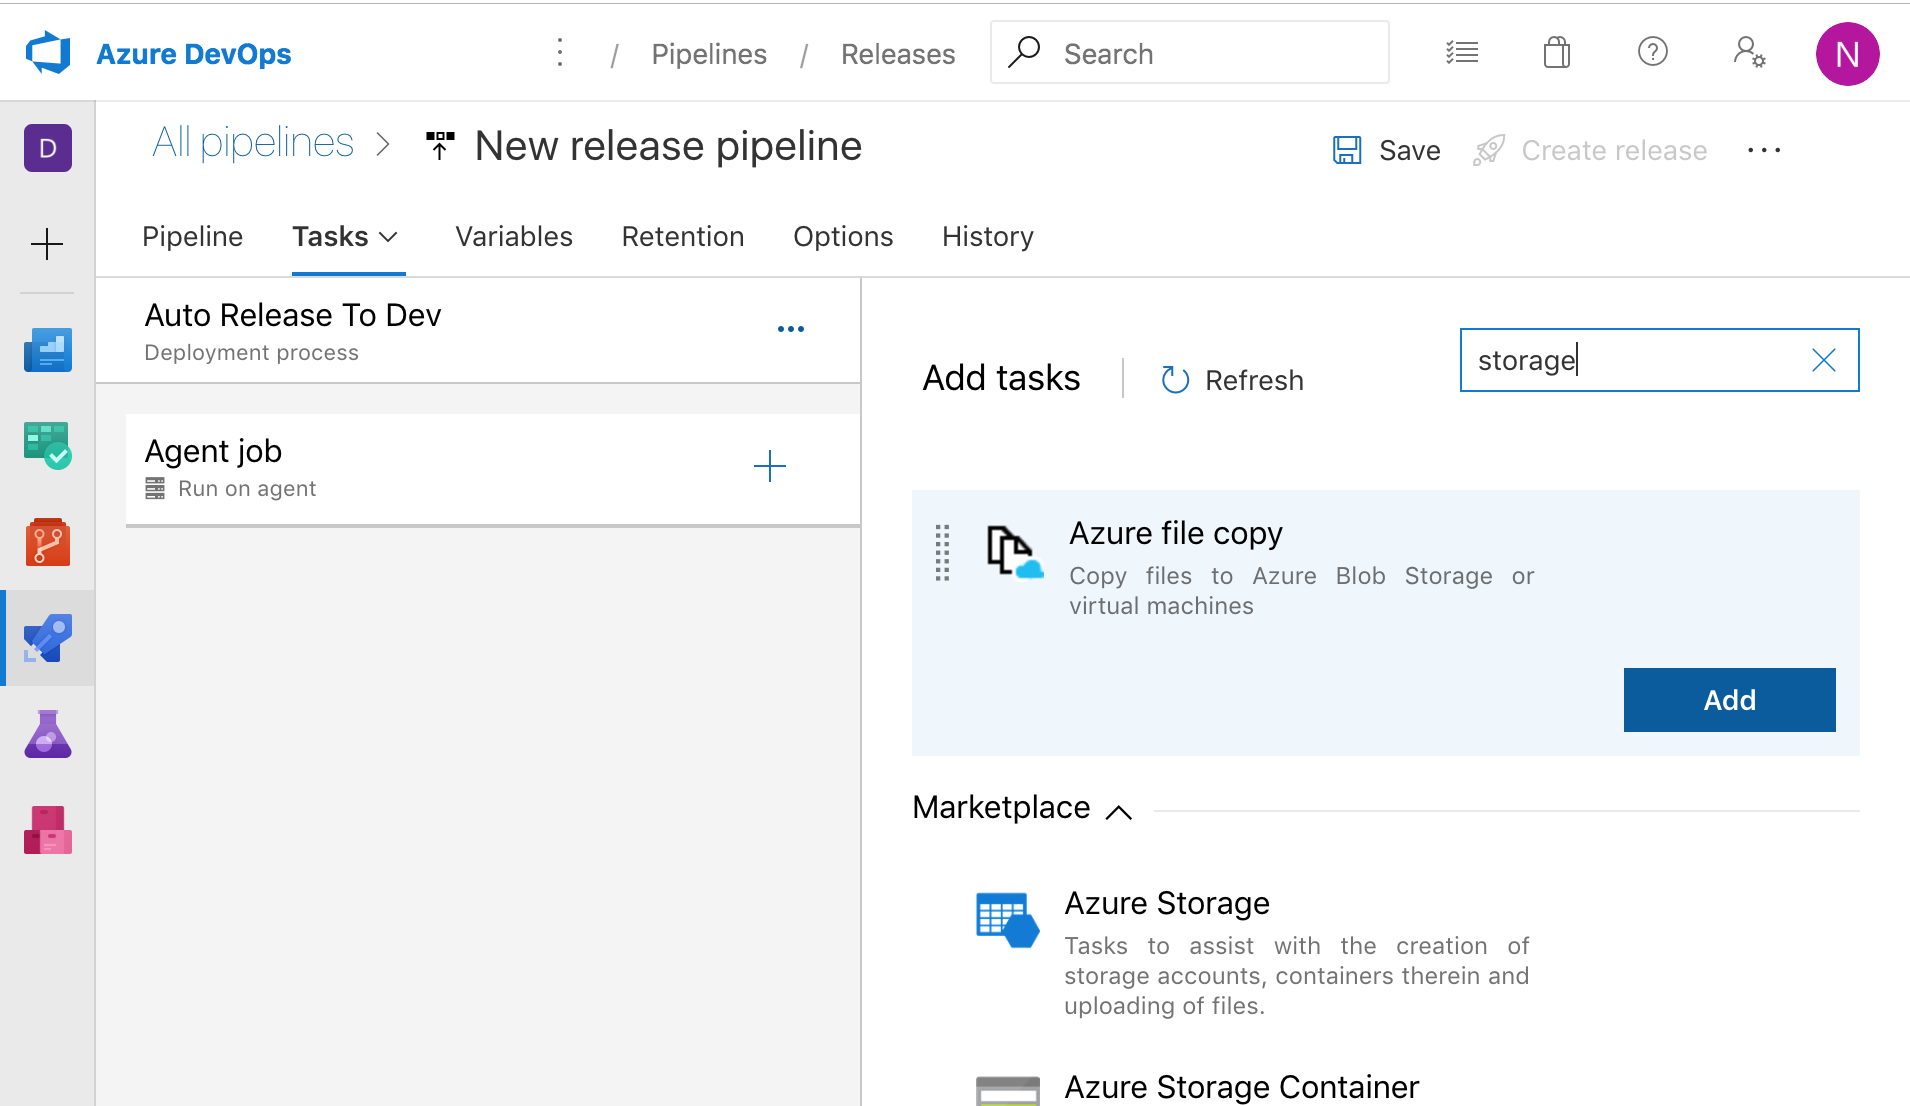 Azure DevOps
/ Pipelines / Releases
Search
?
N
D
All pipelines > New release pipeline
Save
Create release
...
Pipeline
Tasks
Variables
Retention
Options
History
Auto Release To Dev
Deployment process
Agent job
Run on agent
Add tasks
Refresh
storage
Azure file copy
Copy files to Azure Blob Storage or
virtual machines
Add
Marketplace
Azure Storage
Tasks to assist with the creation of
storage accounts, containers therein and
uploading of files.
Azure Storage Container